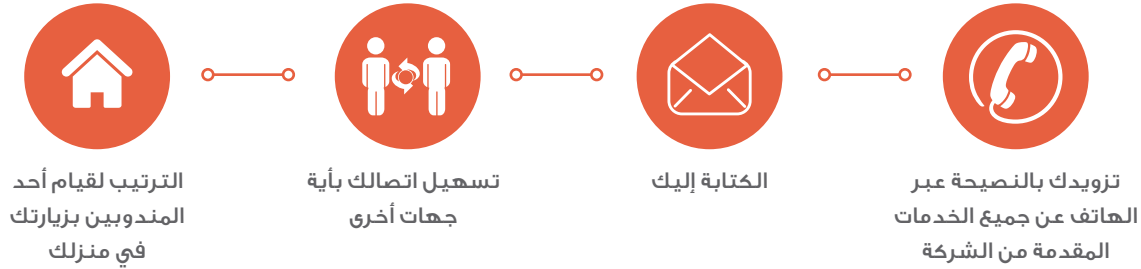 تزويدك بالنصيحة عبر
الهاتف عن جميع الخدمات
المقدمة من الشركة
الكتابة إليك
تسهيل اتصالك بأية
جهات أخرى
الترتيب لقيام أحد
المندوبين بزيارتك
في منزلك